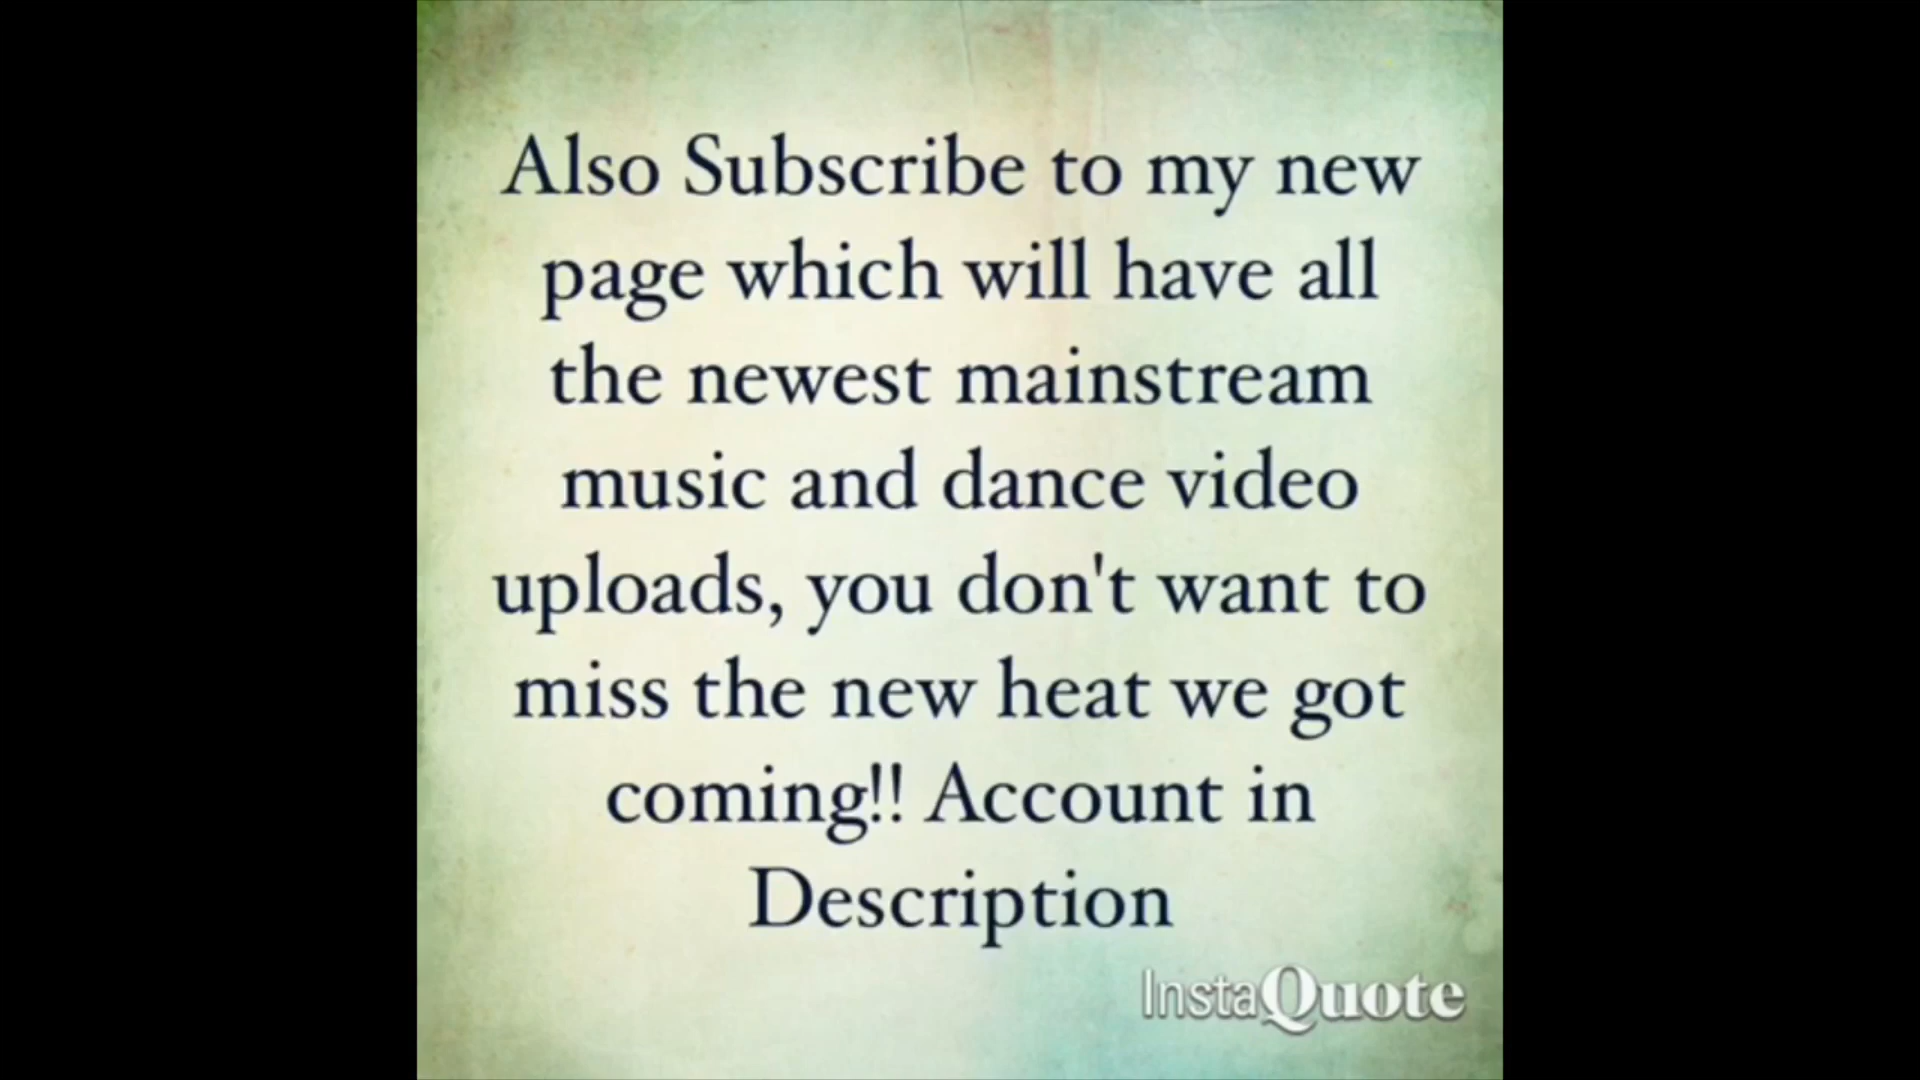 Also Subscribe to my new
page which will have all
the newest mainstream
music and dance video
uploads, you don't want to
miss the new heat we got
coming!! Account in
Description
InstaQuote